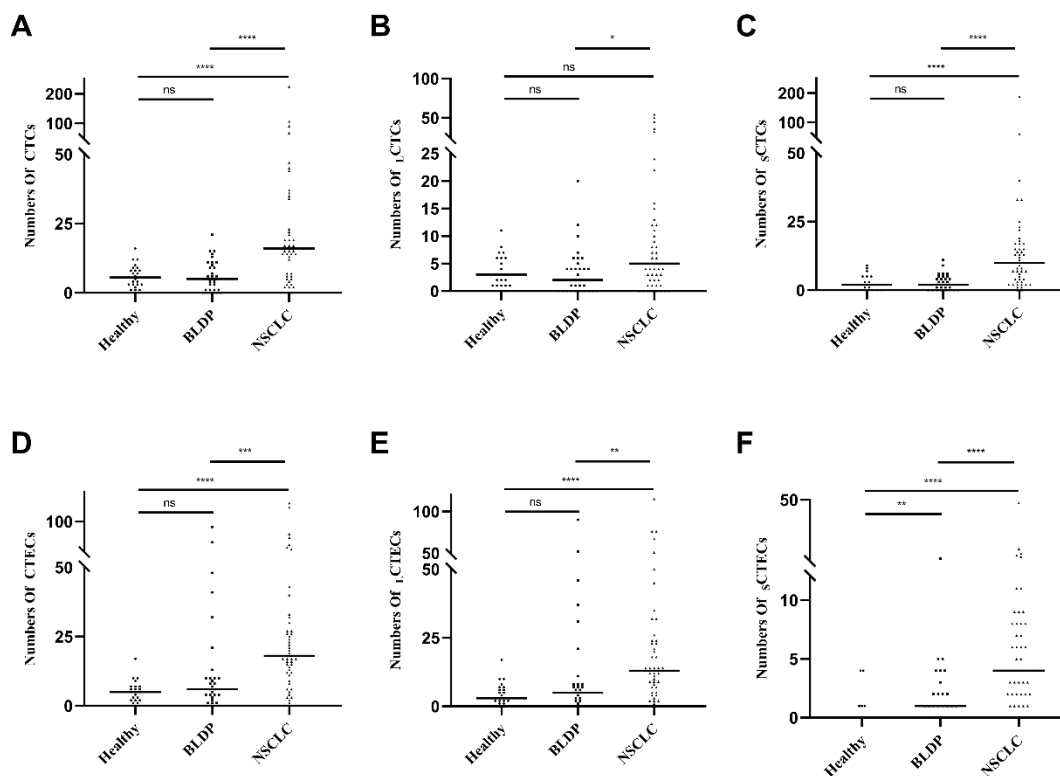 A
****
****
ns
Numbers Of CTCs
200
100
50
25
0
Healthy
BLDP
NSCLC
B
*
ns
ns
Numbers Of LCTCs
100
50
25
20
15
10
5
0
Healthy
BLDP
NSCLC
C
****
****
ns
Numbers Of SCTCs
200
100
50
25
0
Healthy
BLDP
NSCLC
D
***
****
ns
Numbers Of CTECs
100
50
25
0
Healthy
BLDP
NSCLC
E
**
****
ns
Numbers Of LCTECs
100
50
50
25
0
Healthy
BLDP
NSCLC
F
****
****
**
Numbers Of SCTECs
50
10
5
0
Healthy
BLDP
NSCLC